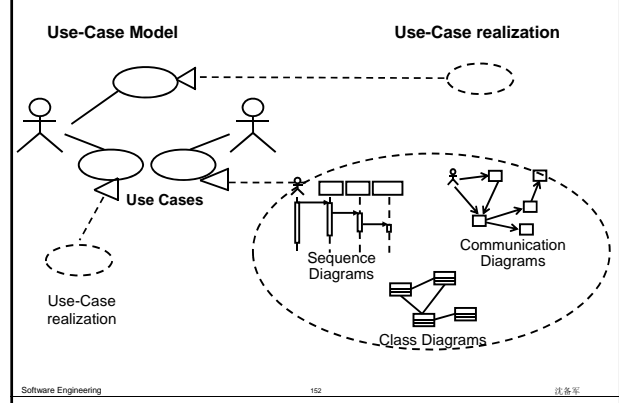 Use-Case Model
Use-Case realization
Use Cases
Sequence
Diagrams
Communication
Diagrams
Use-Case
realization
Class Diagrams
Software Engineering
152
沈备军